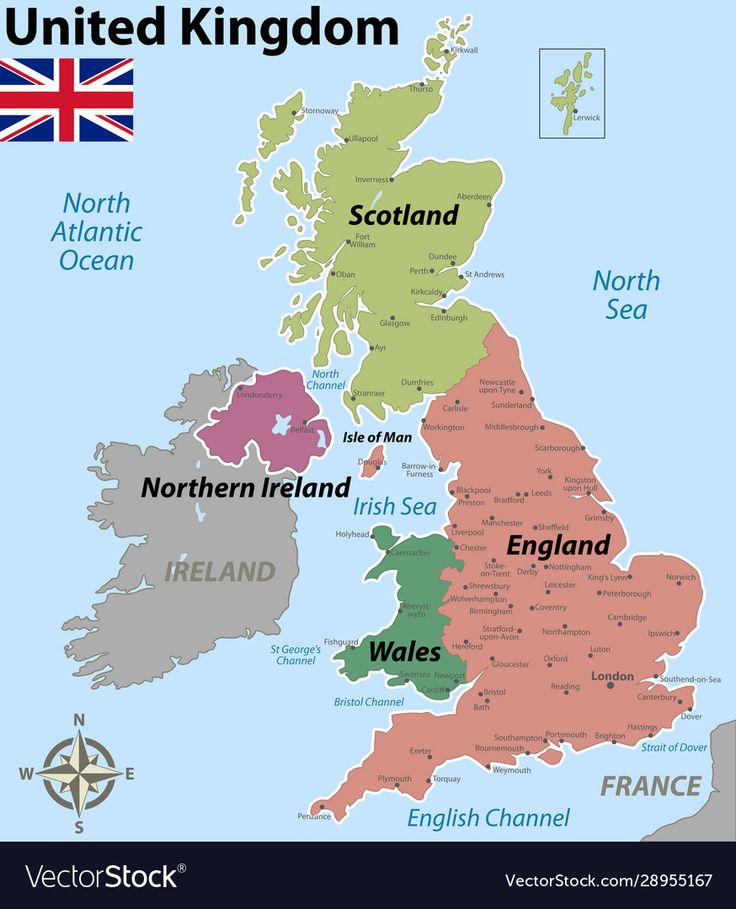 United Kingdom
Kirkwall
Thurso
Lerwick
Stornoway
Ullapool
Inverness
Aberdeen
North
Atlantic
Ocean
Scotland
Fort
William
Dundee
Oban
Perth
St Andrews
North
Sea
Kirkcaldy
Glasgow
Edinburgh
Ayr
North
Channel
Stranraer
Dumfries
Newcastle
upon Tyne
Londonderry
Carlisle
Sunderland
Belfast
Isle of Man
Workington
Middlesbrough
Scarborough
Douglas
Barrow-in-
Furness
York
Kingston
upon Hull
Northern Ireland
Blackpool
Preston
Bradford
Leeds
Irish Sea
Grimsby
Manchester
Sheffield
Holyhead
Liverpool
England
Chester
Caernarfon
IRELAND
Stoke-
on-Trent
Derby
Nottingham
King's Lynn
Norwich
Shrewsbury
Leicester
Peterborough
Wolverhampton
Aberyst-
wyth
Birmingham
Coventry
Cambridge
Stratford-
upon-Avon
Northampton
Ipswich
Fishguard
St George's
Channel
Wales
Hereford
Luton
Gloucester
Oxford
Swansea
Newport
London
Southend-on-Sea
Cardiff
Reading
Bristol
Canterbury
Bristol Channel
Bath
Dover
Hastings
Southampton
Portsmouth
Brighton
Strait of Dover
Bournemouth
Exeter
Weymouth
Plymouth
Torquay
FRANCE
Penzance
English Channel
N
W
E
S
VectorStock®
VectorStock.com/28955167